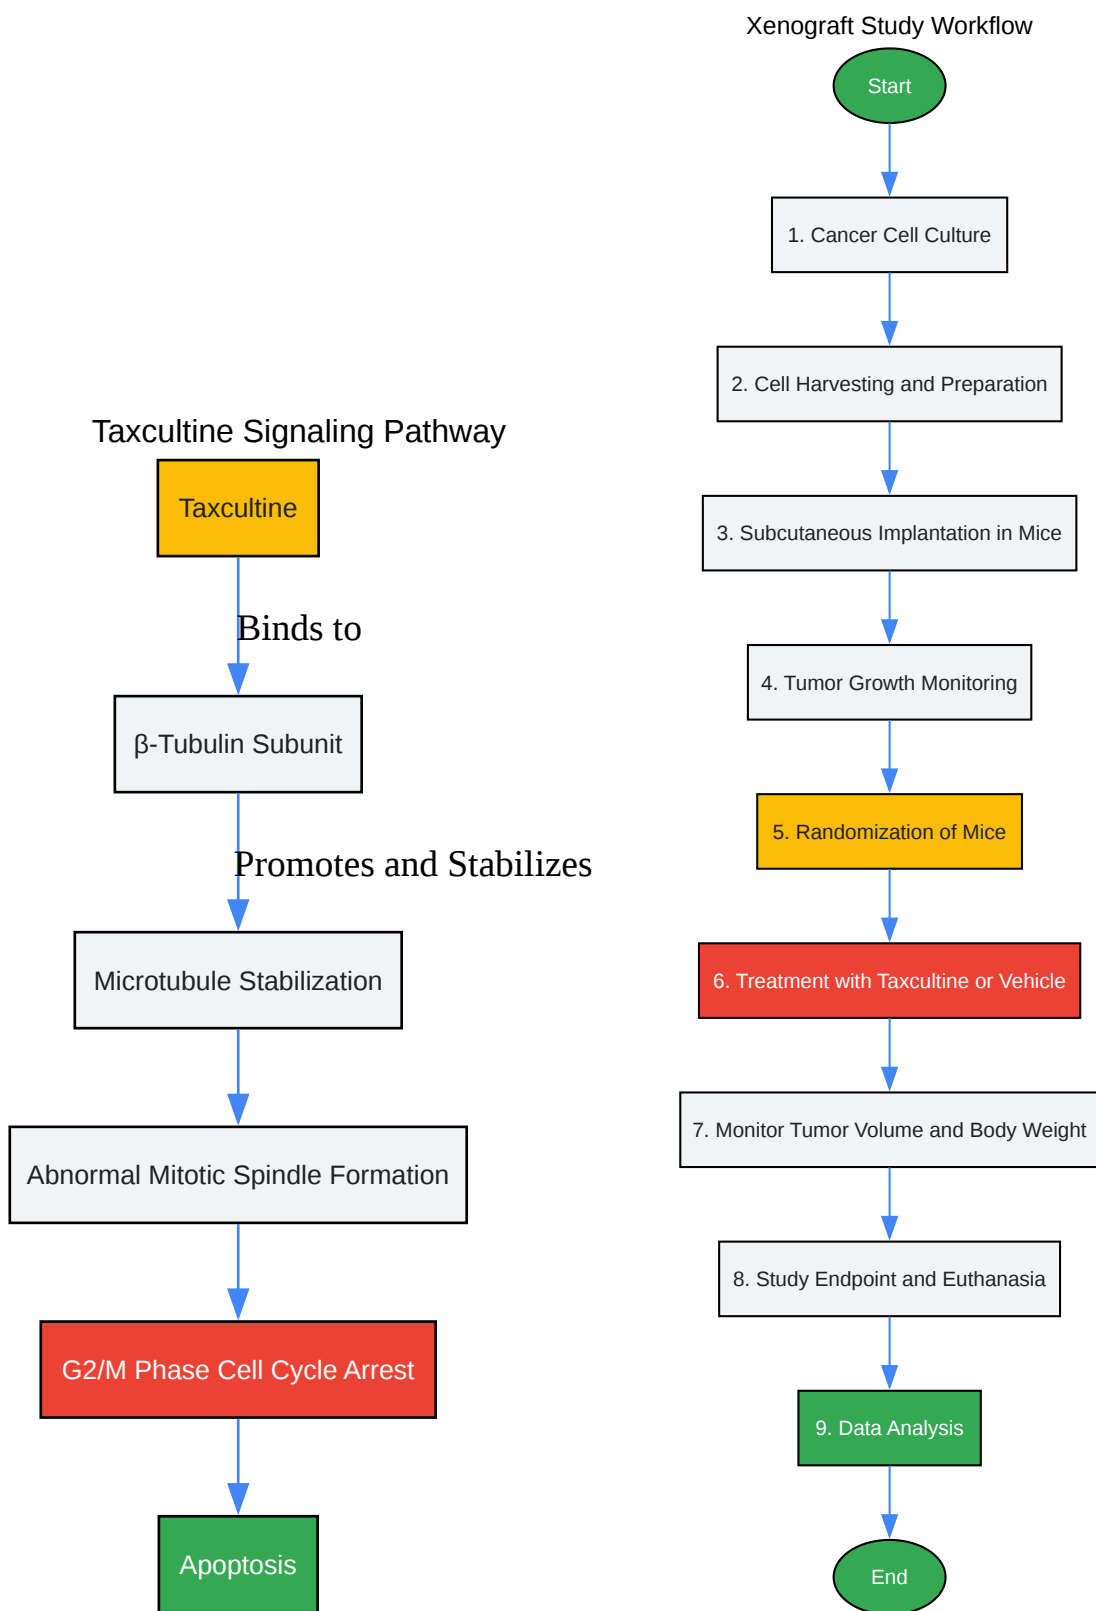 Taxcultine Signaling Pathway
Taxcultine
Binds to
β-Tubulin Subunit
Promotes and Stabilizes
Microtubule Stabilization
Abnormal Mitotic Spindle Formation
G2/M Phase Cell Cycle Arrest
Apoptosis
Xenograft Study Workflow
Start
1. Cancer Cell Culture
2. Cell Harvesting and Preparation
3. Subcutaneous Implantation in Mice
4. Tumor Growth Monitoring
5. Randomization of Mice
6. Treatment with Taxcultine or Vehicle
7. Monitor Tumor Volume and Body Weight
8. Study Endpoint and Euthanasia
9. Data Analysis
End